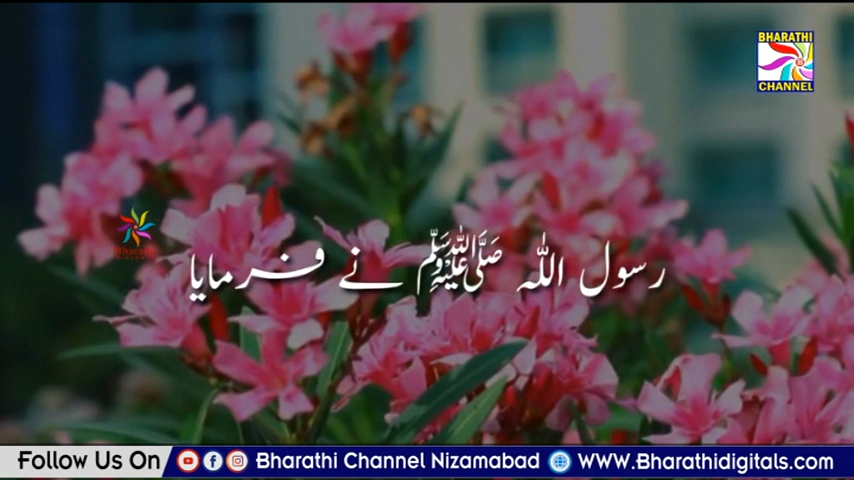 BHARATHI
CHANNEL
رسول اللہ ﷺ نے فرمایا
Follow Us On Bharathi Channel Nizamabad www.Bharathidigitals.com